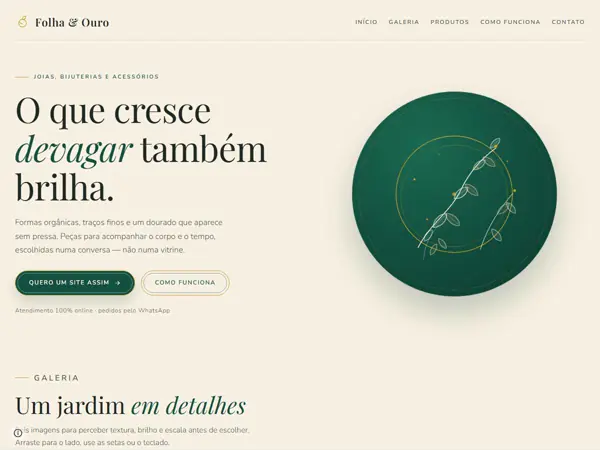 Folha & Ouro
INÍCIO GALERIA PRODUTOS COMO FUNCIONA CONTATO
JOIAS, BIJUTERIAS E ACESSÓRIOS
O que cresce
devagar também
brilha.
Formas orgânicas, traços finos e um dourado que aparece
sem pressa. Peças para acompanhar o corpo e o tempo,
escolhidas numa conversa — não numa vitrine.
QUERO UM SITE ASSIM →
COMO FUNCIONA
Atendimento 100% online · pedidos pelo WhatsApp
GALERIA
Um jardim em detalhes
is imagens para perceber textura, brilho e escala antes de escolher.
Arraste para o lado, use as setas ou o teclado.